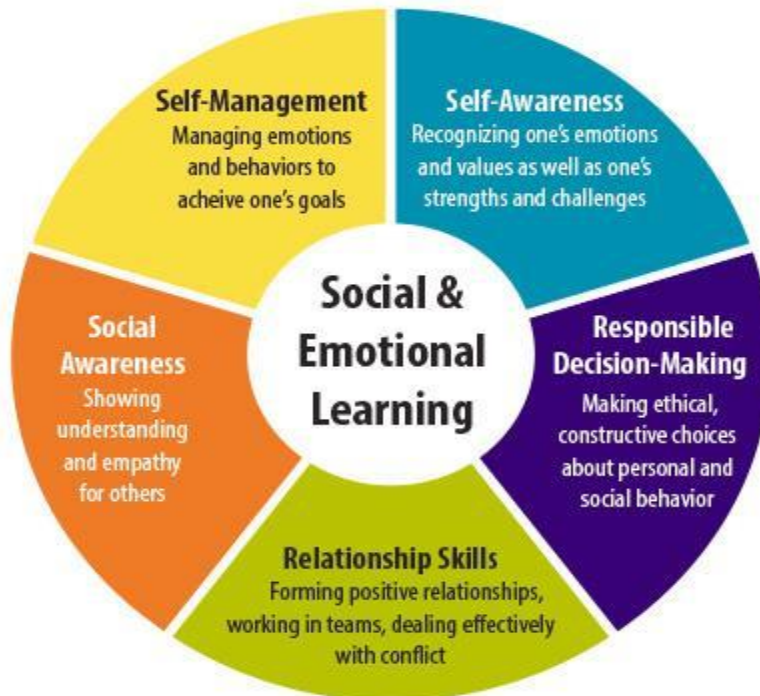 Self-Management
Managing emotions
and behaviors to
acheive one's goals
Self-Awareness
Recognizing one's emotions
and values as well as one's
strengths and challenges
Social &
Emotional
Learning
Social
Awareness
Showing
understanding
and empathy
for others
Responsible
Decision-Making
Making ethical,
constructive choices
about personal and
social behavior
Relationship Skills
Forming positive relationships,
working in teams, dealing effectively
with conflict